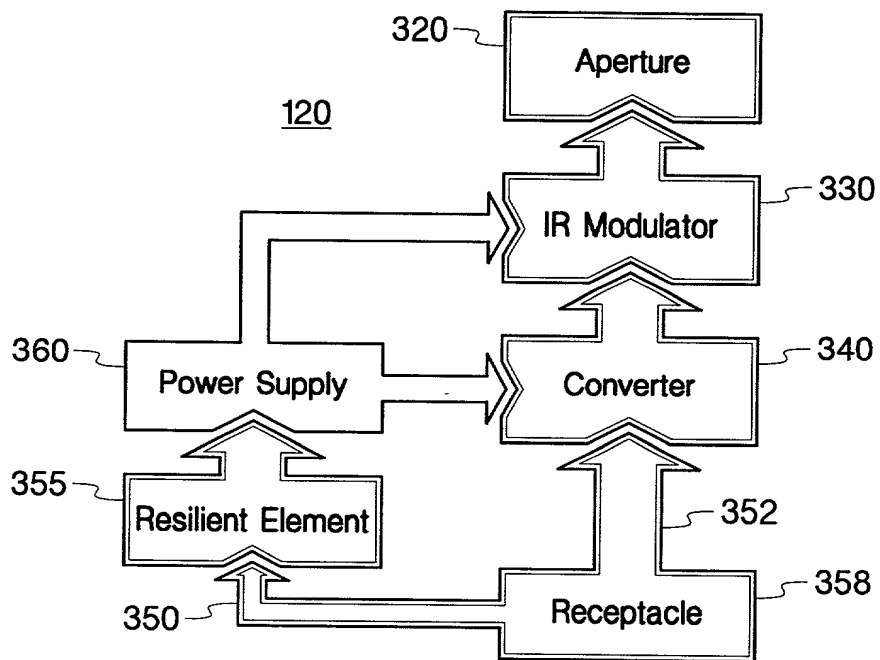 320
Aperture
120
330
IR Modulator
360
Power Supply
340
Converter
355
Resilient Element
352
350
Receptacle
358